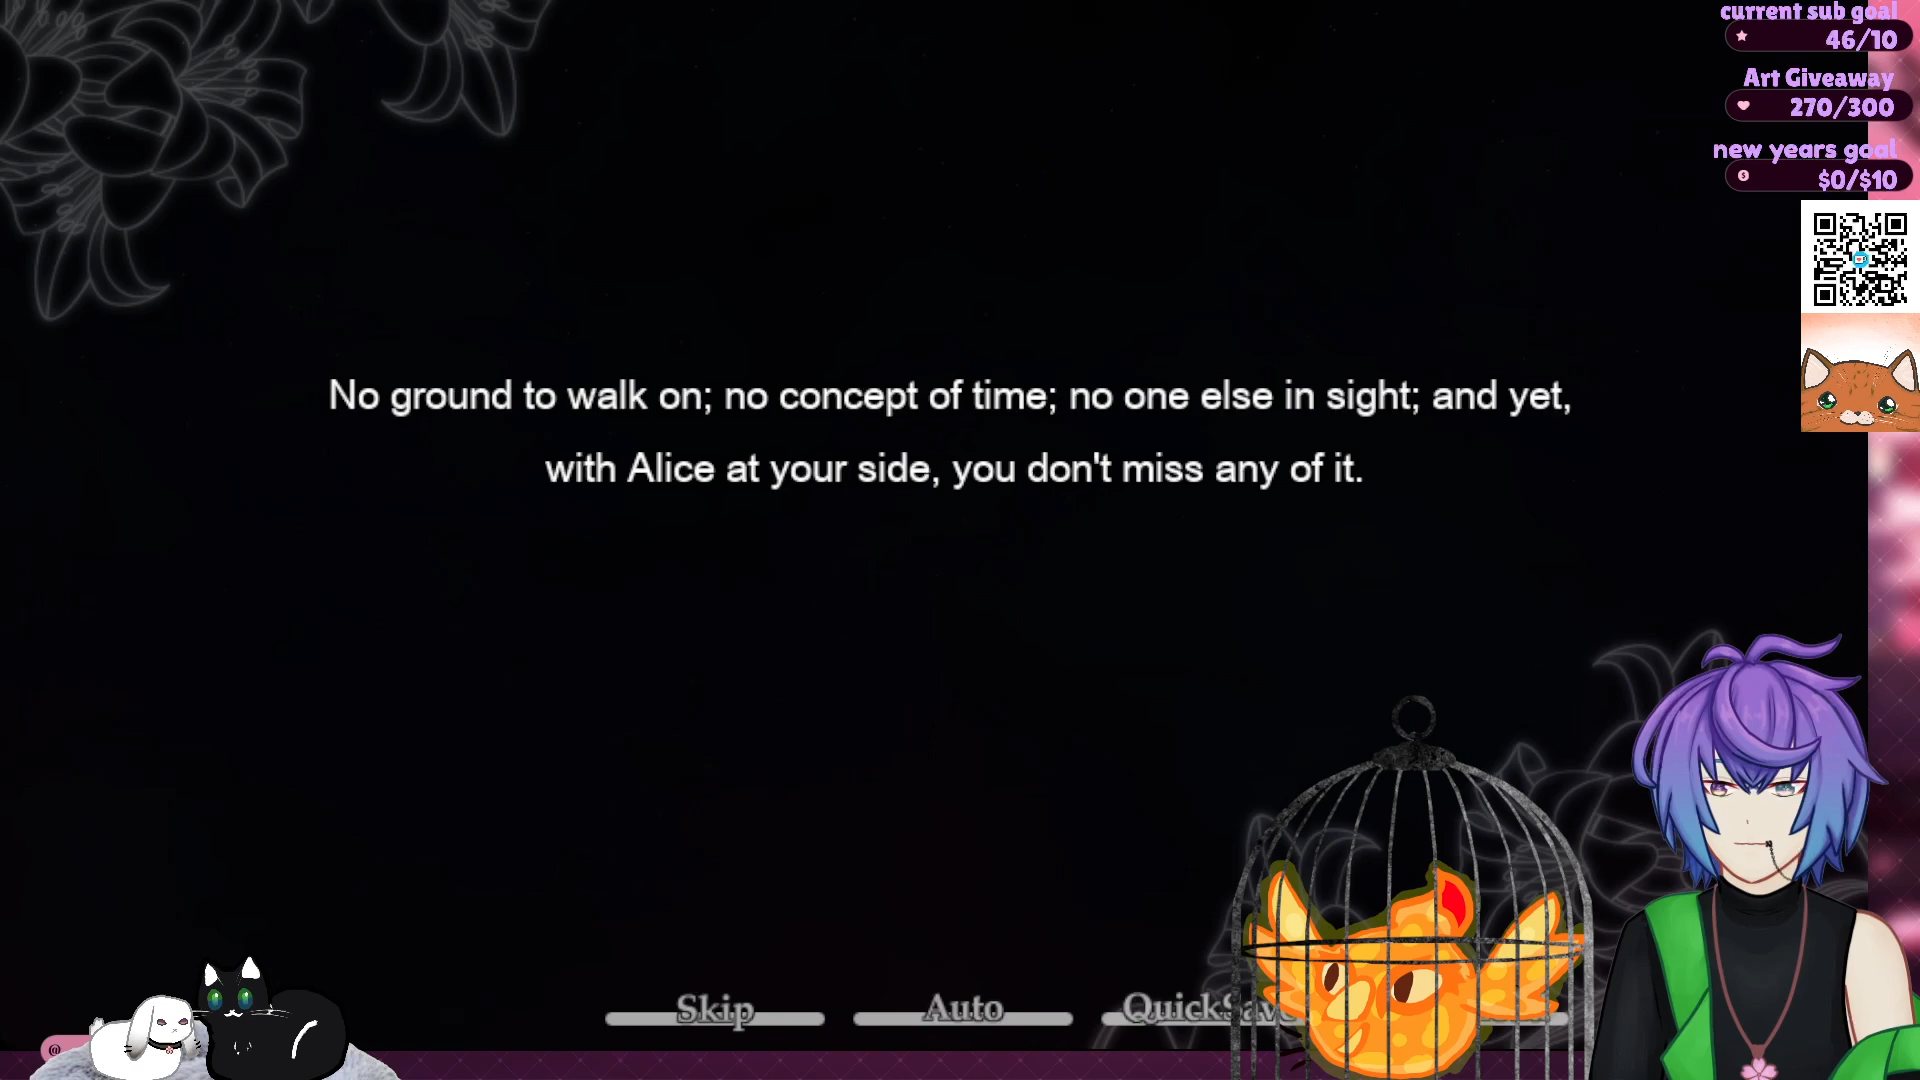 current sub goal
46/10
Art Giveaway
270/300
new years goal
$0/$10
No ground to walk on; no concept of time; no one else in sight; and yet,
with Alice at your side, you don't miss any of it.
Skip
Auto
@